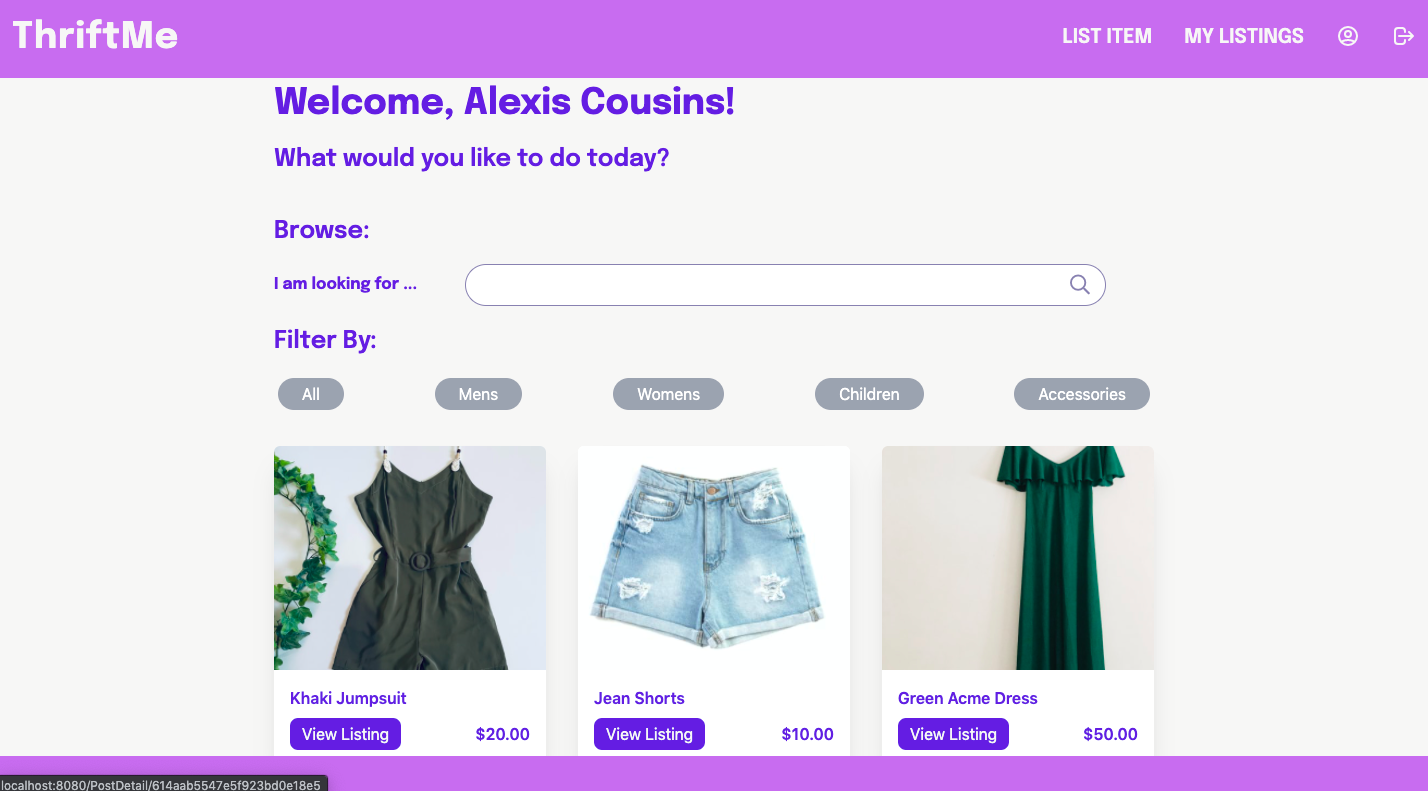 ThriftMe
LIST ITEM MY LISTINGS
Welcome, Alexis Cousins!
What would you like to do today?
Browse:
I am looking for ...
Filter By:
All Mens Womens Children Accessories
Khaki Jumpsuit Jean Shorts Green Acme Dress
View Listing $20.00 View Listing $10.00 View Listing $50.00
localhost:8080/PostDetail/614aab5547e5f923bd0e18e5